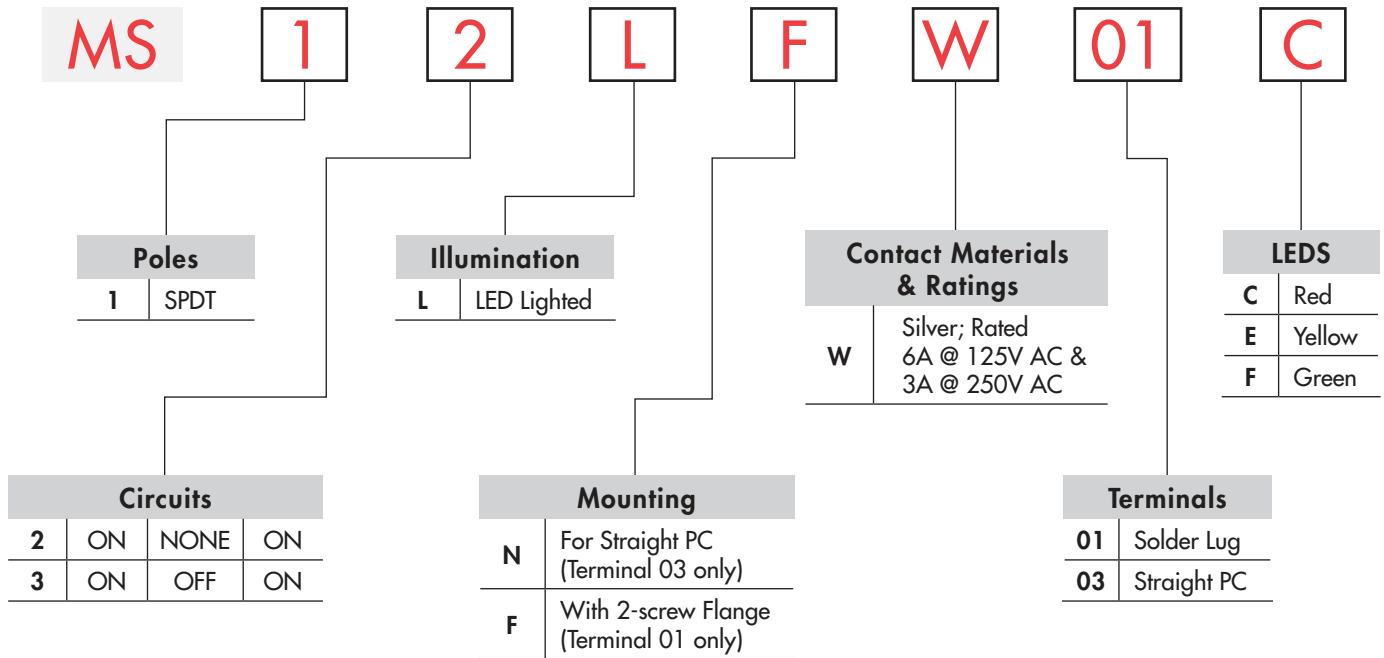 MS 1 2 L F W 01 C
Poles
1 SPDT
Illumination
L LED Lighted
Contact Materials
& Ratings
W Silver; Rated
6A @ 125V AC &
3A @ 250V AC
LEDS
C Red
E Yellow
F Green
Circuits
2 ON NONE ON
3 ON OFF ON
Mounting
N For Straight PC
(Terminal 03 only)
F With 2-screw Flange
(Terminal 01 only)
Terminals
01 Solder Lug
03 Straight PC